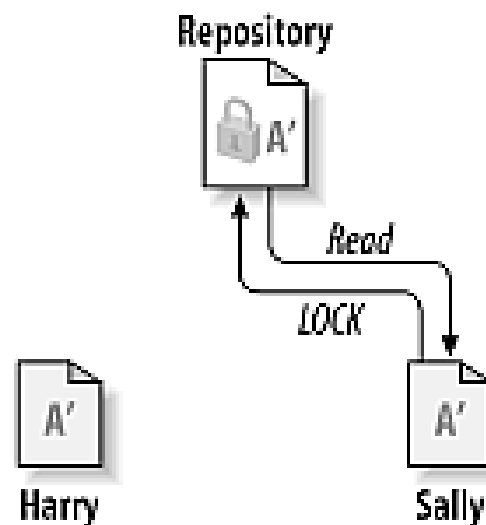 Repository
A′
Read
LOCK
A′
A′
Harry
Sally